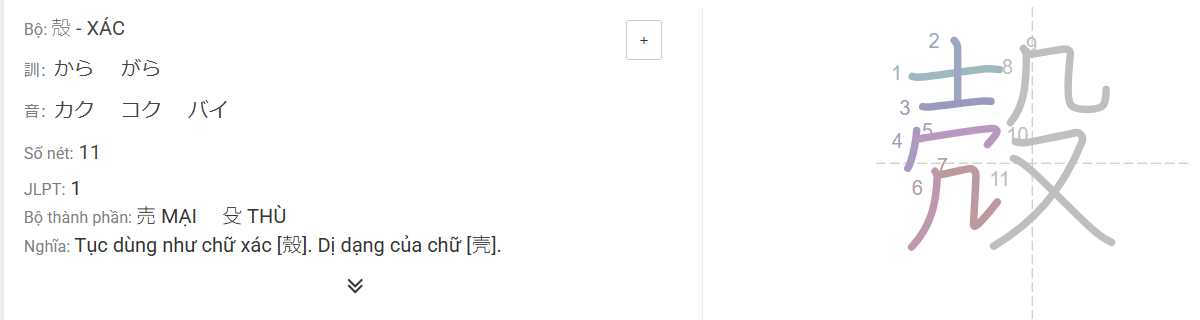 Bộ: 殻 - XÁC
+
訓: から がら
音: カク コク バイ
Số nét: 11
JLPT: 1
Bộ thành phần: 売 MẠI 殳 THÙ
Nghĩa: Tục dùng như chữ xác [殼]. Dị dạng của chữ [壳].
殻
1
2
3
4
5
6
7
8
9
10
11